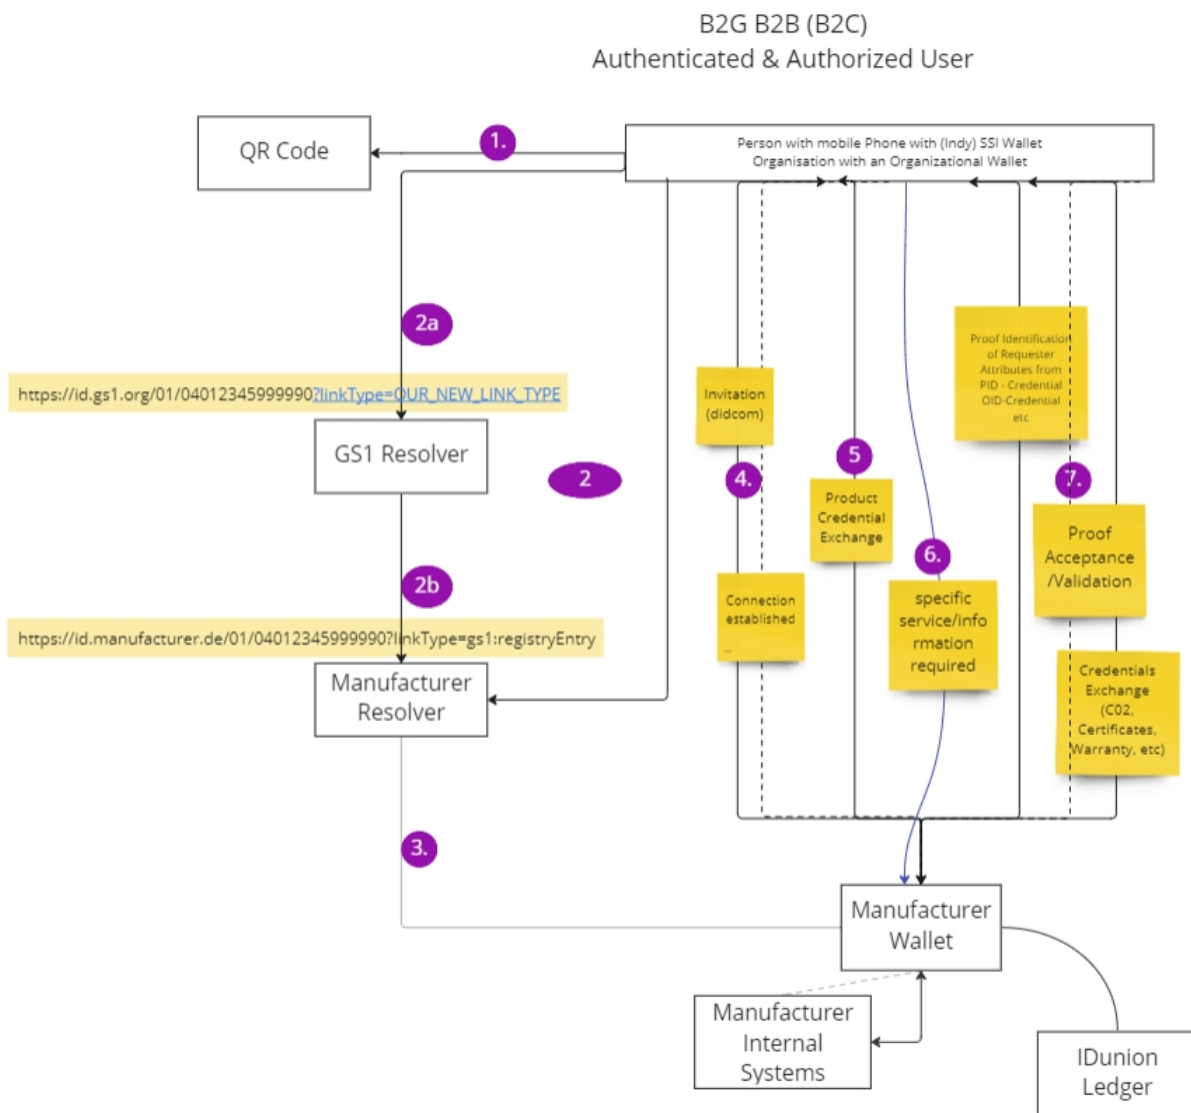 B2G B2B (B2C)
Authenticated & Authorized User
QR Code
1.
Person with mobile Phone with (Indy) SSI Wallet
Organisation with an Organizational Wallet
2a
https://id.gs1.org/01/04012345999990?linkType=OUR_NEW_LINK_TYPE
GS1 Resolver
2
2b
https://id.manufacturer.de/01/04012345999990?linkType=gs1:registryEntry
Manufacturer
Resolver
3.
Invitation
(didcom)
4.
Connection
established
5
Product
Credential
Exchange
6.
specific
service/info
rmation
required
Proof Identification
of Requester
Attributes from
PID - Credential
OID-Credential
etc
7.
Proof
Acceptance
/Validation
Credentials
Exchange
(C02,
Certificates,
Warranty, etc)
Manufacturer
Wallet
Manufacturer
Internal
Systems
IDunion
Ledger